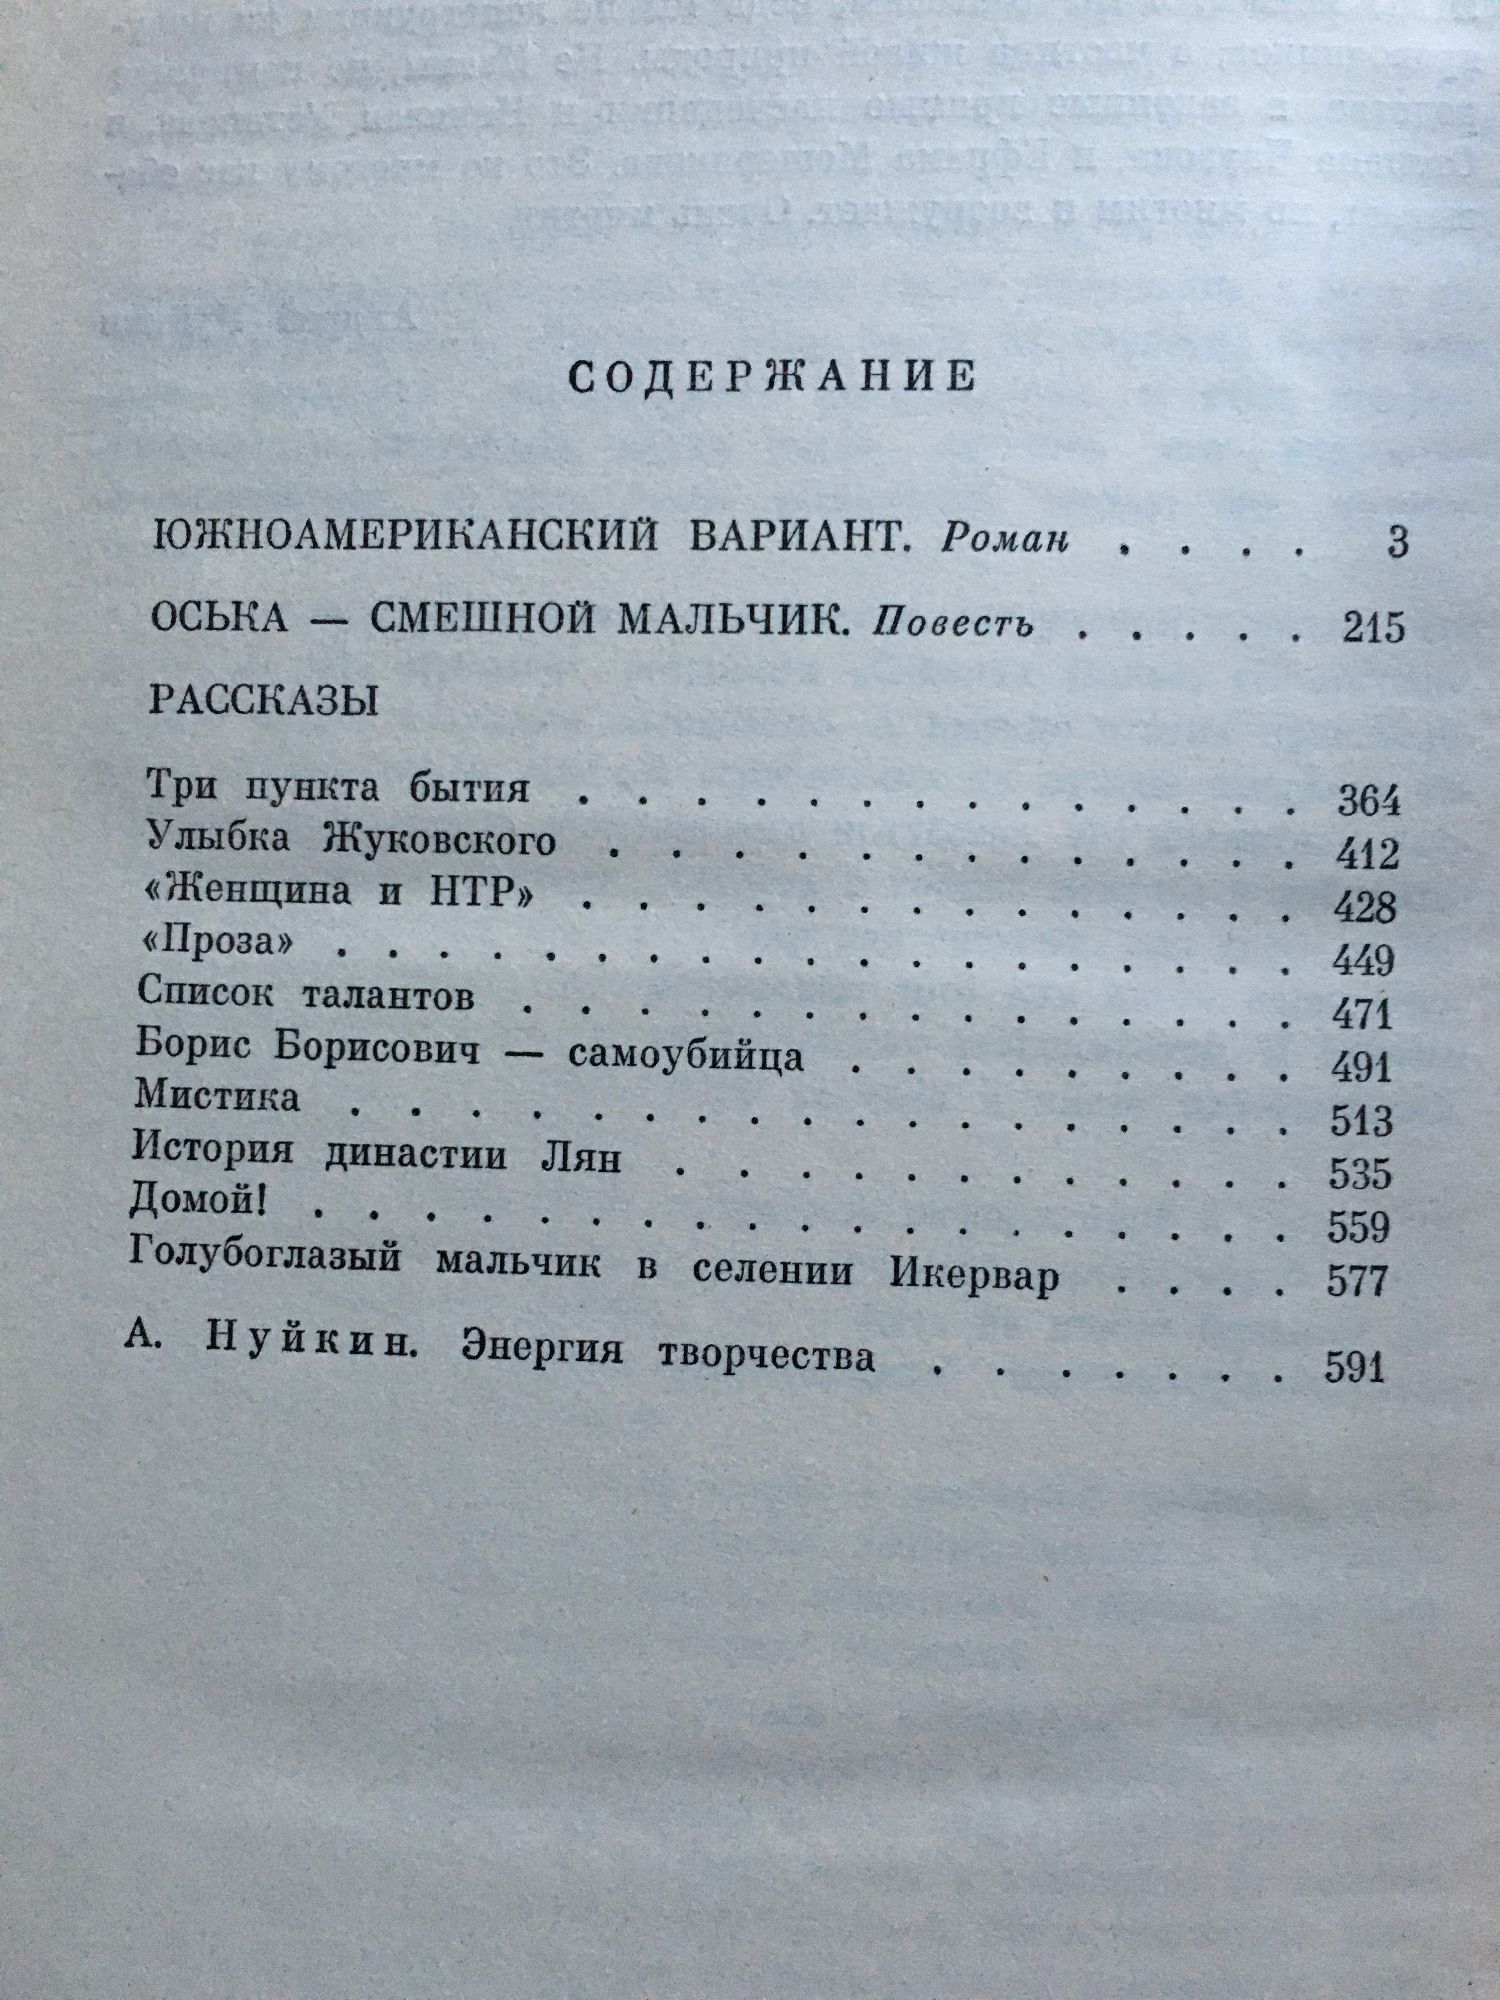 СОДЕРЖАНИЕ
ЮЖНОАМЕРИКАНСКИЙ ВАРИАНТ. Роман . . . . 3
ОСЬКА — СМЕШНОЙ МАЛЬЧИК. Повесть . . . . . 215
РАССКАЗЫ
Три пункта бытия . . . . . . . . . . . . . 364
Улыбка Жуковского . . . . . . . . . . . . 412
«Женщина и НТР» . . . . . . . . . . . . . 428
«Проза» . . . . . . . . . . . . . . . . . . 449
Список талантов . . . . . . . . . . . . . . 471
Борис Борисович — самоубийца . . . . . . . . . 491
Мистика . . . . . . . . . . . . . . . . . 513
История династии Лян . . . . . . . . . . . 535
Домой! . . . . . . . . . . . . . . . . . . 559
Голубоглазый мальчик в селении Икервар . . . . 577
А. Нуйкин. Энергия творчества . . . . . . . 591